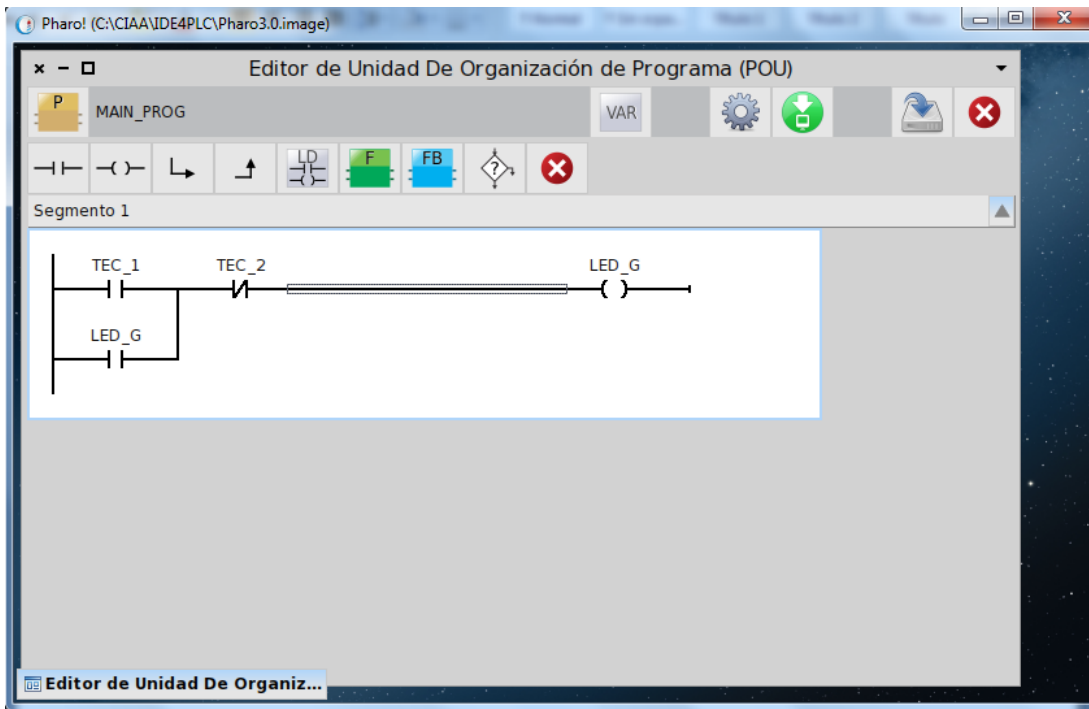 Pharo! (C:\CIAA\IDE4PLC\Pharo3.0.image)
Editor de Unidad De Organización de Programa (POU)
P
MAIN_PROG
VAR
LD
F
FB
?
Segmento 1
TEC_1
TEC_2
LED_G
LED_G
Editor de Unidad De Organiz...